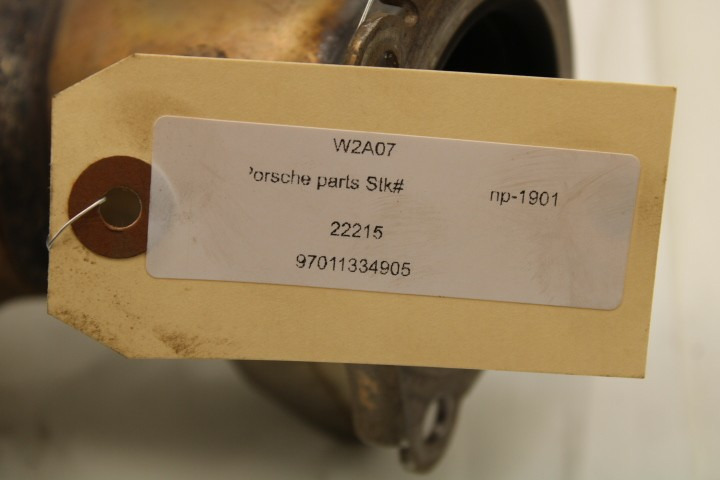 W2A07
Porsche parts Stk# np-1901
22215
97011334905